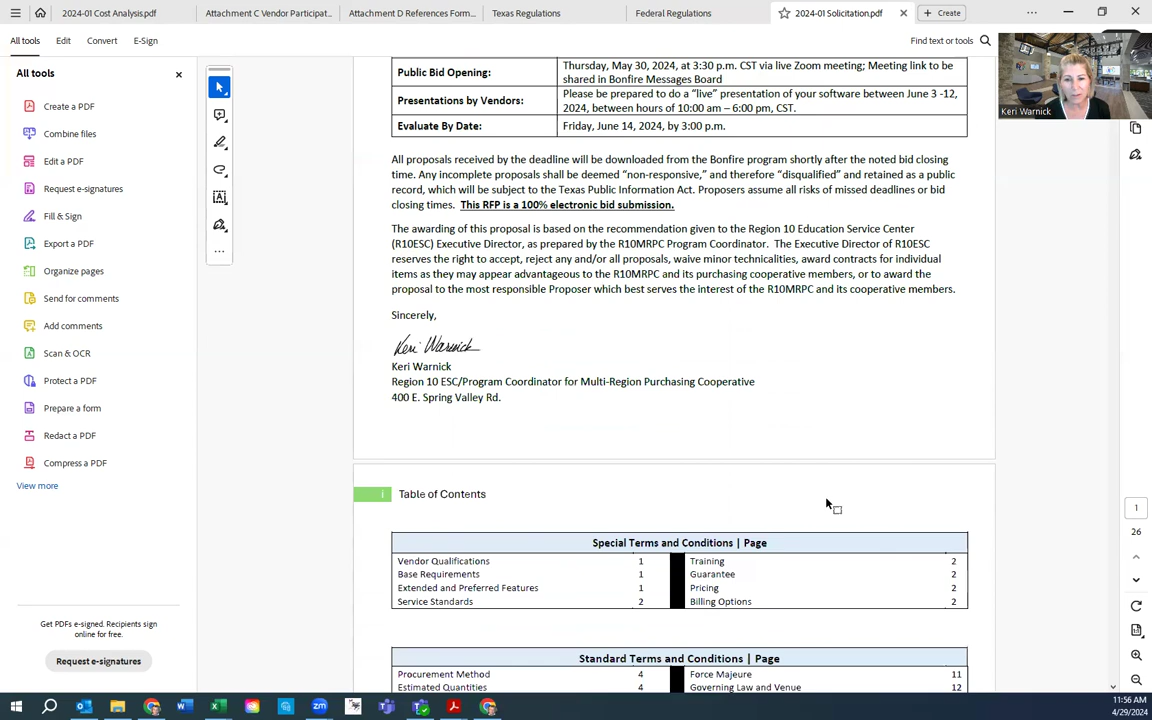 2024-01 Cost Analysis.pdf
Attachment C Vendor Participat...
Attachment D References Form...
Texas Regulations
Federal Regulations
2024-01 Solicitation.pdf
Create
All tools
Edit
Convert
E-Sign
Find text or tools
All tools
Create a PDF
Combine files
Edit a PDF
Request e-signatures
Fill & Sign
Export a PDF
Organize pages
Send for comments
Add comments
Scan & OCR
Protect a PDF
Prepare a form
Redact a PDF
Compress a PDF
View more
Get PDFs e-signed. Recipients sign
online for free.
Request e-signatures
Public Bid Opening:
Thursday, May 30, 2024, at 3:30 p.m. CST via live Zoom meeting; Meeting link to be
shared in Bonfire Messages Board
Presentations by Vendors:
Please be prepared to do a “live” presentation of your software between June 3 -12,
2024, between hours of 10:00 am – 6:00 pm, CST.
Evaluate By Date:
Friday, June 14, 2024, by 3:00 p.m.
All proposals received by the deadline will be downloaded from the Bonfire program shortly after the noted bid closing
time. Any incomplete proposals shall be deemed “non-responsive,” and therefore “disqualified” and retained as a public
record, which will be subject to the Texas Public Information Act. Proposers assume all risks of missed deadlines or bid
closing times. This RFP is a 100% electronic bid submission.
The awarding of this proposal is based on the recommendation given to the Region 10 Education Service Center
(R10ESC) Executive Director, as prepared by the R10MRPC Program Coordinator. The Executive Director of R10ESC
reserves the right to accept, reject any and/or all proposals, waive minor technicalities, award contracts for individual
items as they may appear advantageous to the R10MRPC and its purchasing cooperative members, or to award the
proposal to the most responsible Proposer which best serves the interest of the R10MRPC and its cooperative members.
Sincerely,
Keri Warnick
Keri Warnick
Region 10 ESC/Program Coordinator for Multi-Region Purchasing Cooperative
400 E. Spring Valley Rd.
i Table of Contents
Special Terms and Conditions | Page
Vendor Qualifications 1 Training 2
Base Requirements 1 Guarantee 2
Extended and Preferred Features 1 Pricing 2
Service Standards 2 Billing Options 2
Standard Terms and Conditions | Page
Procurement Method 4 Force Majeure 11
Estimated Quantities 4 Governing Law and Venue 12
Keri Warnick
1
26
11:56 AM
4/29/2024